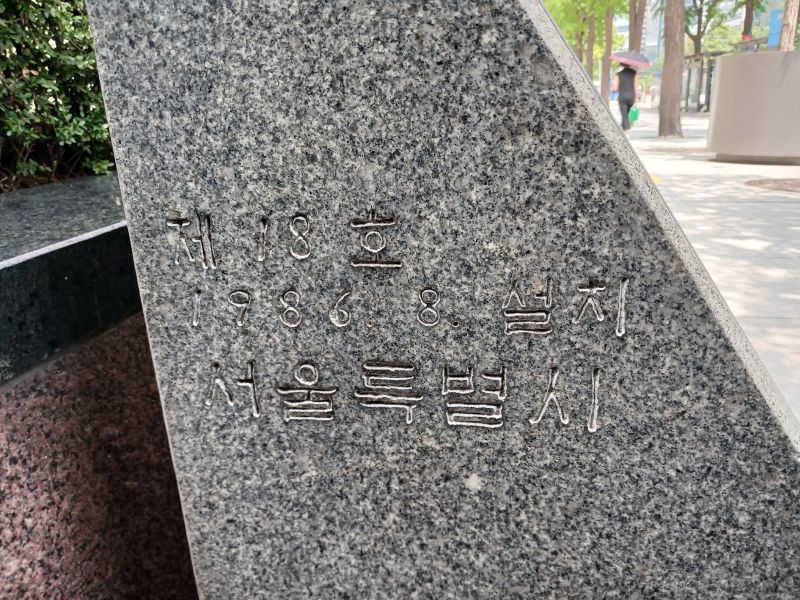 제 18 호
1986. 8. 설치
서울특별시